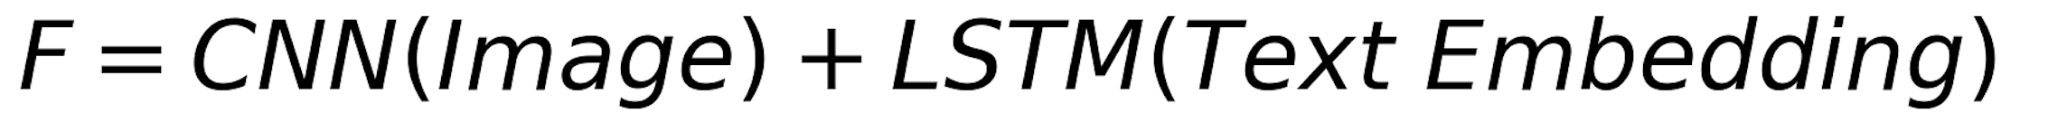 F = CNN(Image) + LSTM(Text Embedding)